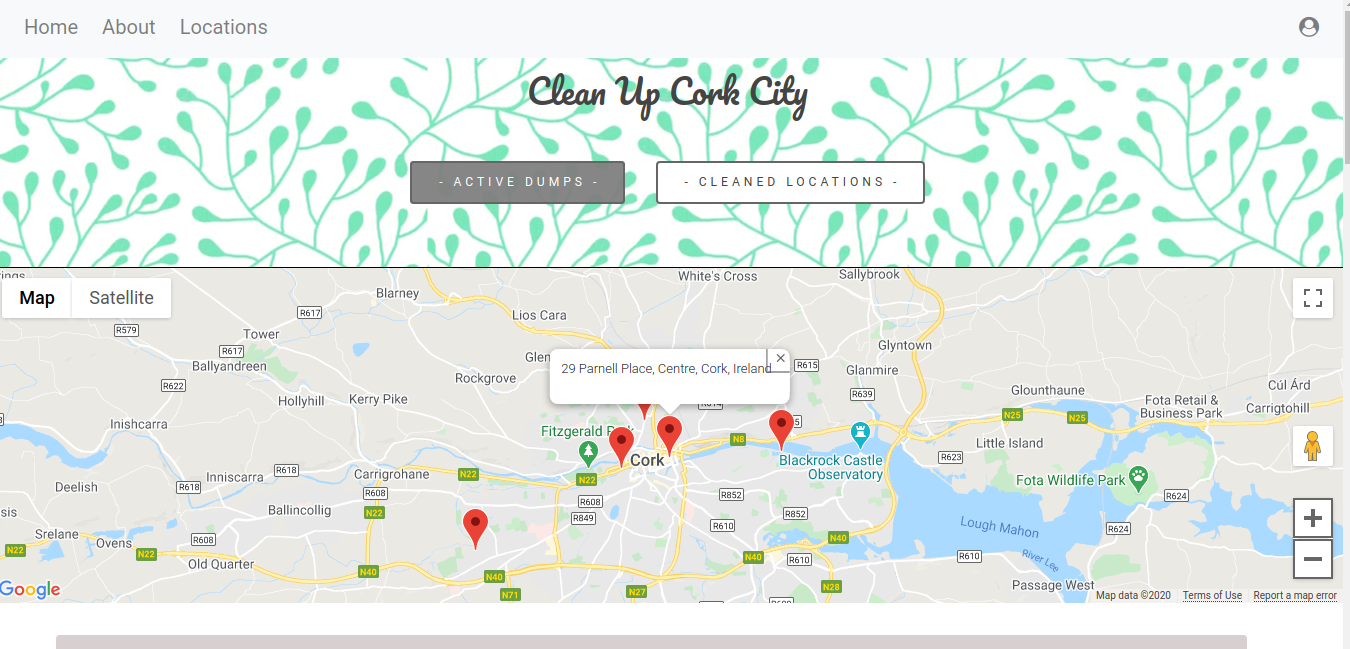 Home About Locations
Clean Up Cork City
- ACTIVE DUMPS -
- CLEANED LOCATIONS -
Map Satellite
White's Cross
Sallybrook
Blarney
R617
Lios Cara
R579
Tower
R617
Ballyandreen
Glyntown
R615
29 Parnell Place, Centre, Cork, Ireland
Glanmire
Rockgrove
R622
R639
Glounthaune
Cúl Árd
Hollyhill
Kerry Pike
Fota Retail &
Business Park
Carrigtohill
Inishcarra
N25
N25
Fitzgerald
N8
Little Island
Cork
Blackrock Castle
Observatory
R623
Inniscarra
R618
Carrigrohane
N22
N22
Fota Wildlife Park
Deelish
R618
R608
R608
R852
R624
Ballincollig
N22
R849
R852
R610
Lough Mahon
R624
Srelane
Ovens
R608
N40
N22
N22
River Lee
Old Quarter
N40
N40
N40
R610
R610
N71
N27
N28
Passage West
Google
Map data ©2020 Terms of Use Report a map error